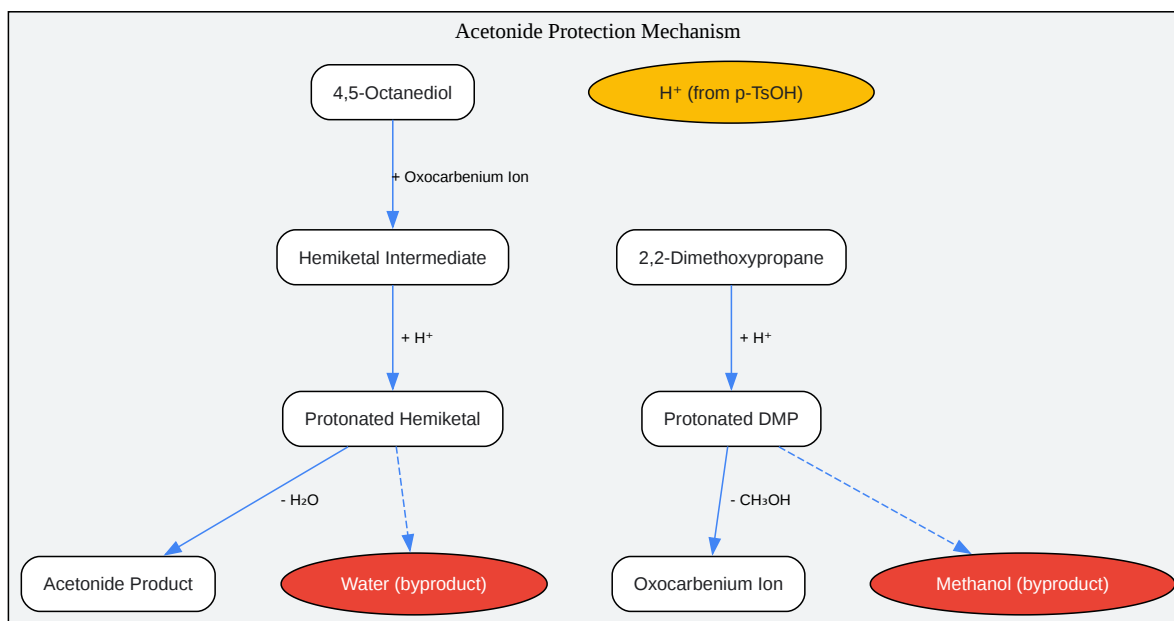 Acetonide Protection Mechanism
4,5-Octanediol
H⁺ (from p-TsOH)
+ Oxocarbenium Ion
Hemiketal Intermediate
2,2-Dimethoxypropane
+ H⁺
+ H⁺
Protonated Hemiketal
Protonated DMP
- H₂O
- CH₃OH
Acetonide Product
Water (byproduct)
Oxocarbenium Ion
Methanol (byproduct)